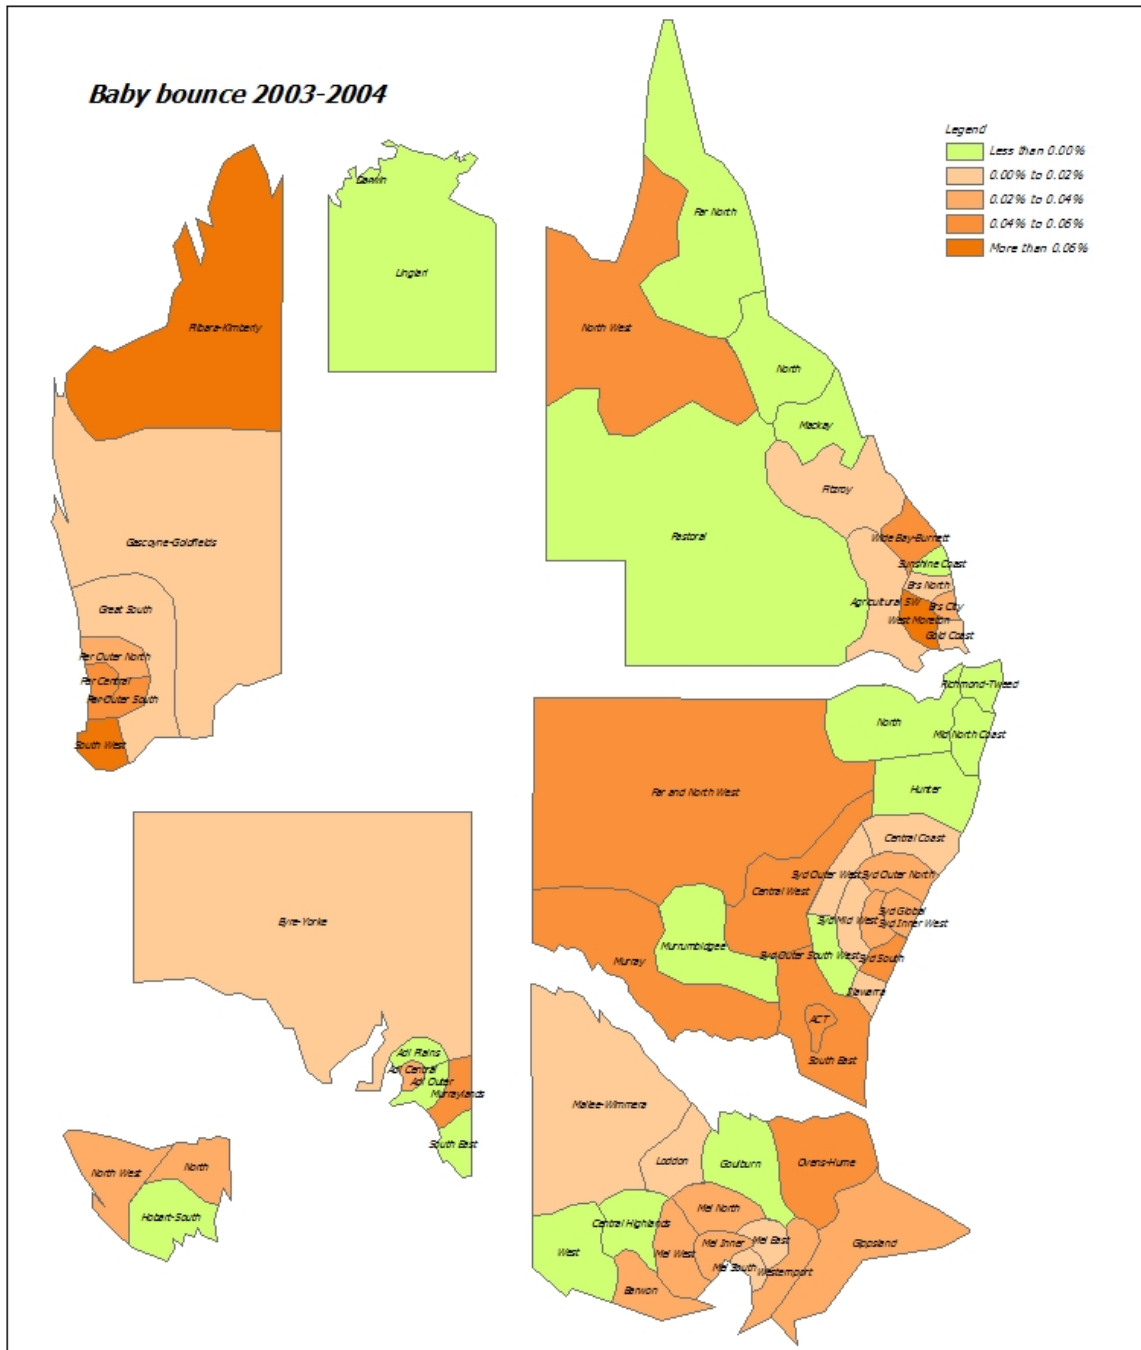 Baby bounce 2003-2004
Legend
Less than 0.00%
0.00% to 0.02%
0.02% to 0.04%
0.04% to 0.06%
More than 0.06%
Darwin
Lingiari
Far North
Pilbara-Kimberly
North West
North
Mackay
Fitzroy
Gascoyne-Goldfields
Pastoral
Wide Bay-Burnett
Sunshine Coast
Brs North
Great South
Agricultural SW
Brs City
West Moreton
Gold Coast
Per Outer North
Per Central
Per Outer South
South West
Richmond-Tweed
North
Mid North Coast
Far and North West
Hunter
Central Coast
Syd Outer West
Syd Outer North
Central West
Syd Global
Syd Mid West
Syd Inner West
Eyre-Yorke
Murrumbidgee
Murray
Syd Outer South West
Syd South
Illawarra
ACT
South East
Adl Plains
Adl Central
Adl Outer
Murraylands
South East
Mallee-Wimmera
Loddon
Goulburn
Ovens-Hume
North West
North
Hobart-South
Mel North
Central Highlands
West
Mel West
Mel Inner
Mel East
Gippsland
Mel South
Westernport
Barwon